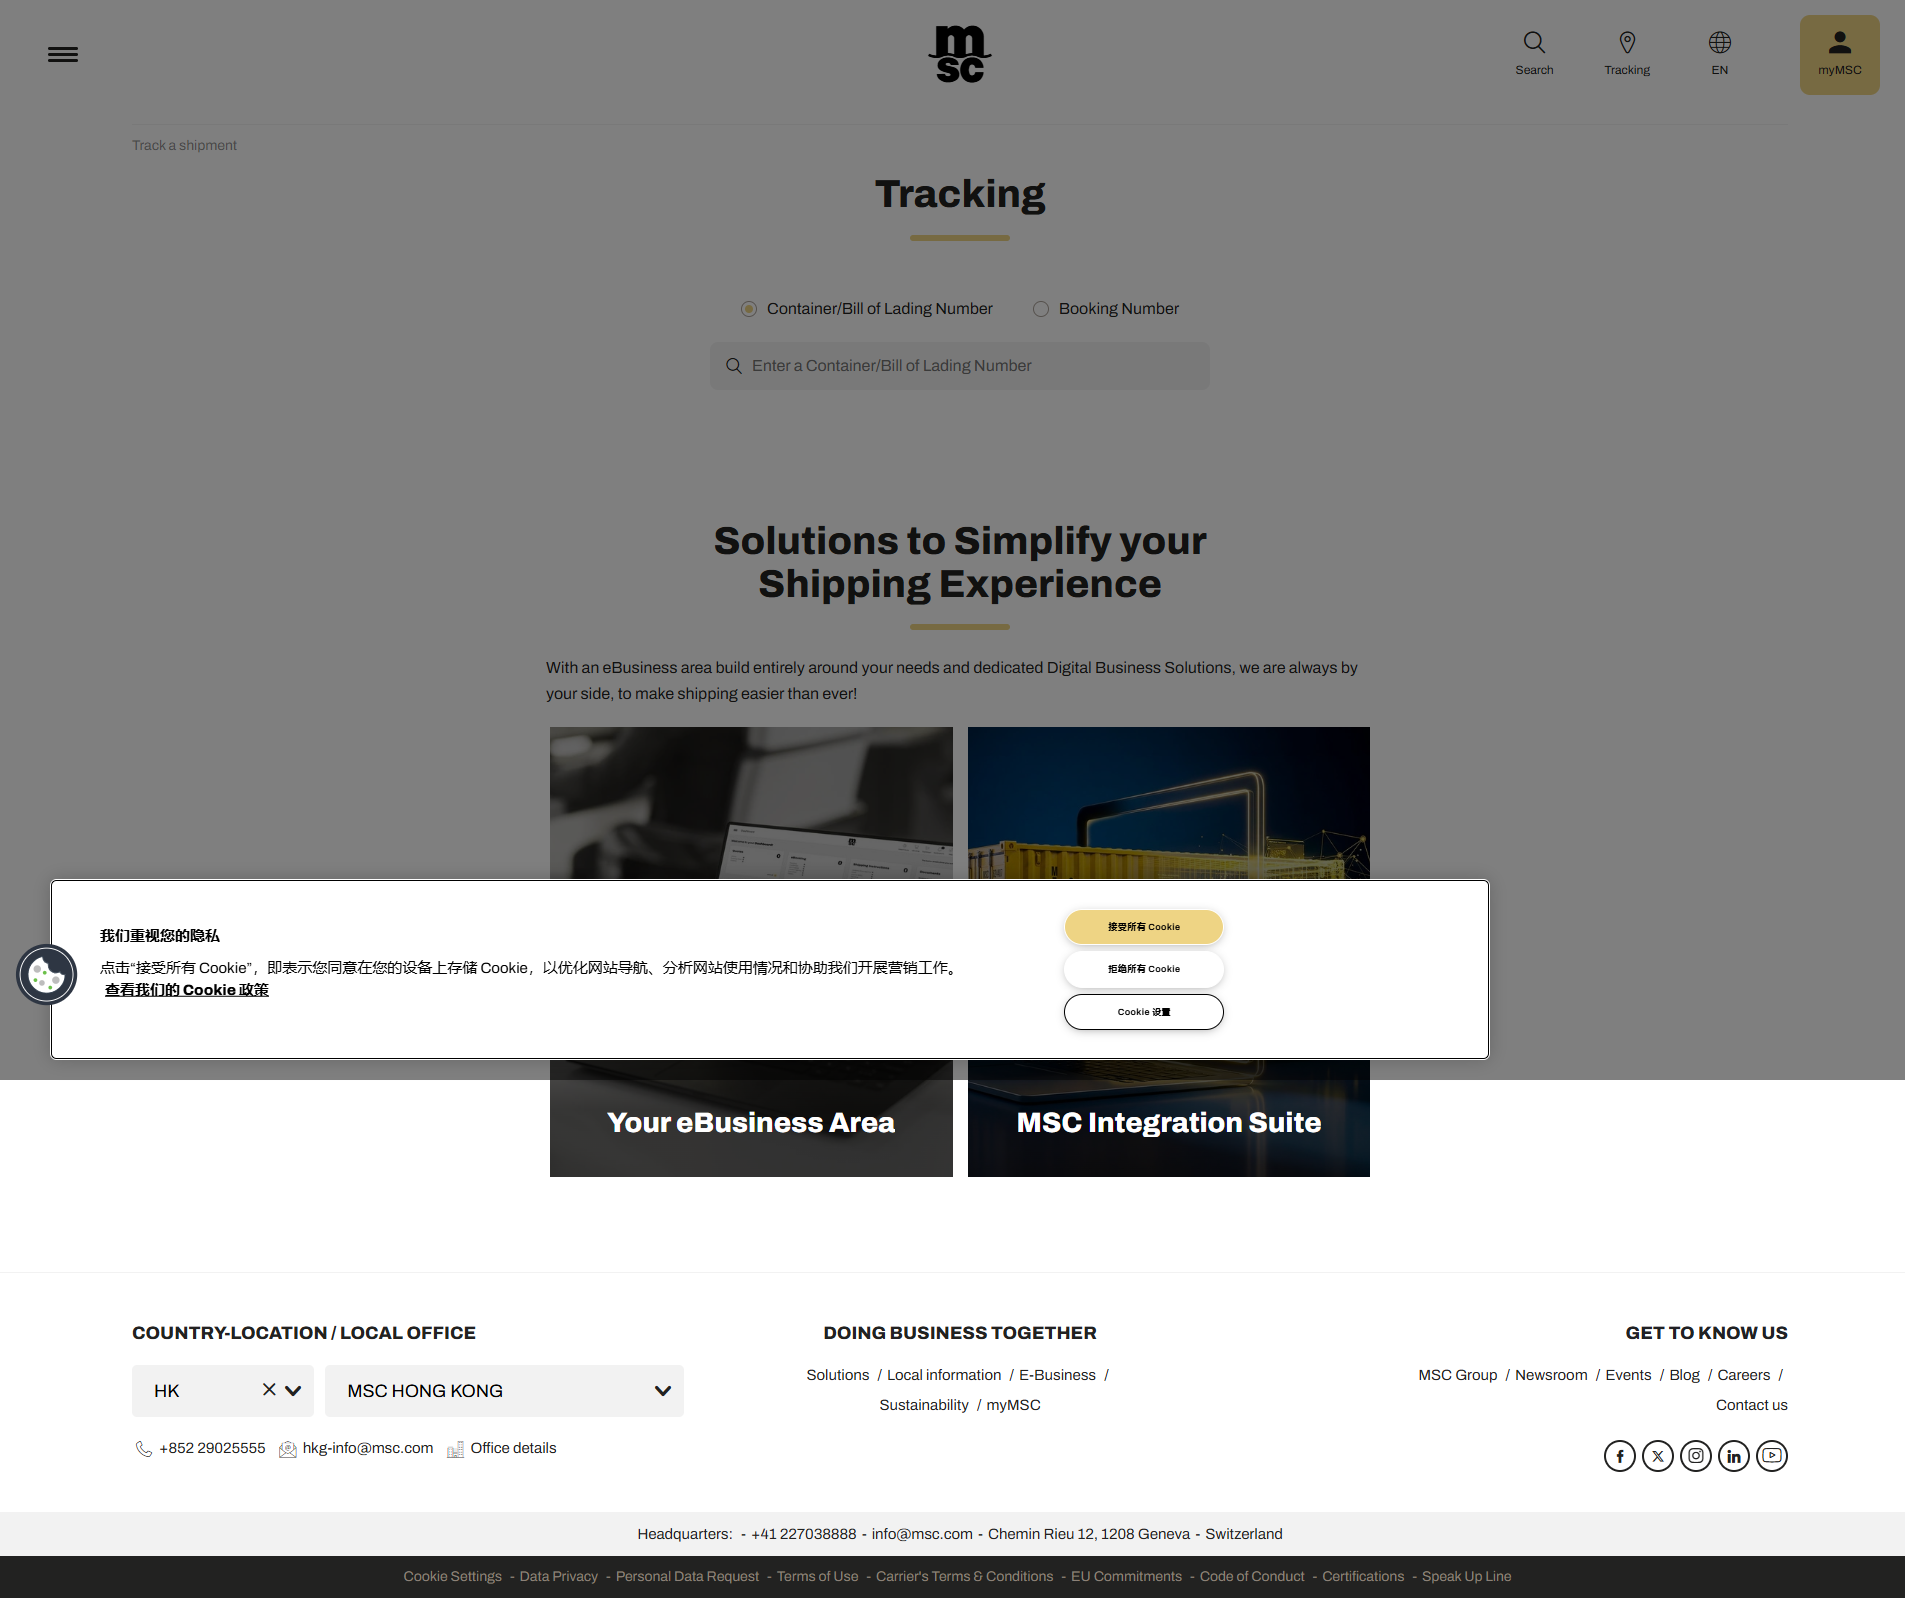 msc
Search
Tracking
EN
myMSC
Track a shipment
Tracking
Container/Bill of Lading Number
Booking Number
Enter a Container/Bill of Lading Number
Solutions to Simplify your
Shipping Experience
With an eBusiness area build entirely around your needs and dedicated Digital Business Solutions, we are always by
your side, to make shipping easier than ever!
我们重视您的隐私
点击“接受所有 Cookie”，即表示您同意在您的设备上存储 Cookie，以优化网站导航、分析网站使用情况和协助我们开展营销工作。
查看我们的 Cookie 政策
接受所有 Cookie
拒绝所有 Cookie
Cookie 设置
Your eBusiness Area
MSC Integration Suite
COUNTRY-LOCATION / LOCAL OFFICE
HK
MSC HONG KONG
+852 29025555
hkg-info@msc.com
Office details
DOING BUSINESS TOGETHER
Solutions / Local information / E-Business /
Sustainability / myMSC
GET TO KNOW US
MSC Group / Newsroom / Events / Blog / Careers /
Contact us
Headquarters: - +41 227038888 - info@msc.com - Chemin Rieu 12, 1208 Geneva - Switzerland
Cookie Settings - Data Privacy - Personal Data Request - Terms of Use - Carrier's Terms & Conditions - EU Commitments - Code of Conduct - Certifications - Speak Up Line